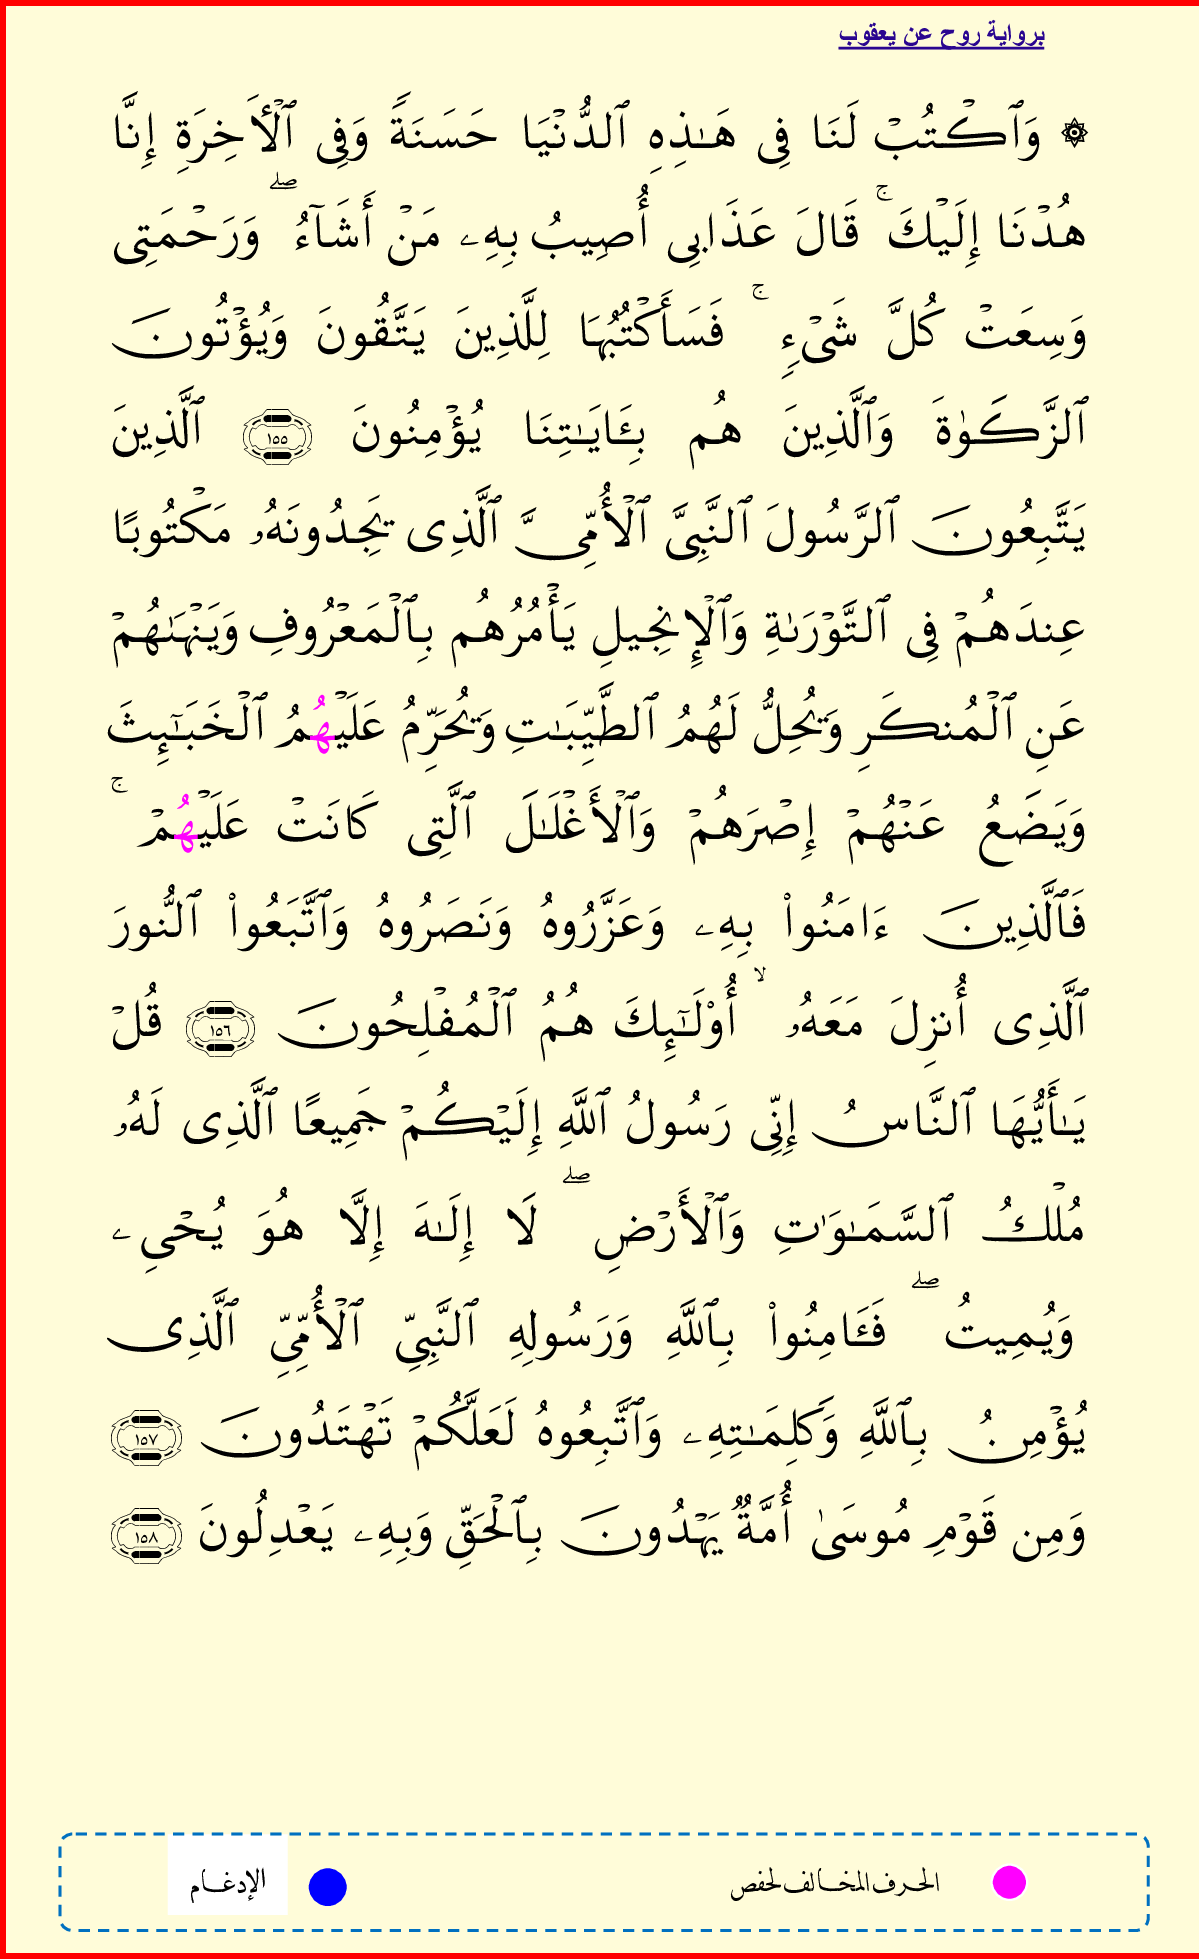 برواية روح عن يعقوب
۞ وَٱكۡتُبۡ لَنَا فِى هَـٰذِهِ ٱلدُّنۡيَا حَسَنَةً وَفِى ٱلۡأَخِرَةِ إِنَّا
هُدۡنَا إِلَيۡكَ ۚ قَالَ عَذَابِى أُصِيبُ بِهِۦ مَنۡ أَشَآءُ ۖ وَرَحۡمَتِى
وَسِعَتۡ كُلَّ شَىۡءٍ ۚ فَسَأَكۡتُبُهَا لِلَّذِينَ يَتَّقُونَ وَيُؤۡتُونَ
ٱلزَّكَوٰةَ وَٱلَّذِينَ هُم بِـَٔايَـٰتِنَا يُؤۡمِنُونَ ١٥٥ ٱلَّذِينَ
يَتَّبِعُونَ ٱلرَّسُولَ ٱلنَّبِىَّ ٱلۡأُمِّىَّ ٱلَّذِى يَجِدُونَهُۥ مَكۡتُوبًا
عِندَهُمۡ فِى ٱلتَّوۡرَىٰةِ وَٱلۡإِنجِيلِ يَأۡمُرُهُم بِٱلۡمَعۡرُوفِ وَيَنۡهَىٰهُمۡ
عَنِ ٱلۡمُنكَرِ وَيُحِلُّ لَهُمُ ٱلطَّيِّبَـٰتِ وَيُحَرِّمُ عَلَيۡهُمُ ٱلۡخَبَـٰٓئِثَ
وَيَضَعُ عَنۡهُمۡ إِصۡرَهُمۡ وَٱلۡأَغۡلَـٰلَ ٱلَّتِى كَانَتۡ عَلَيۡهُمۡ ۚ
فَٱلَّذِينَ ءَامَنُوا۟ بِهِۦ وَعَزَّرُوهُ وَنَصَرُوهُ وَٱتَّبَعُوا۟ ٱلنُّورَ
ٱلَّذِى أُنزِلَ مَعَهُۥ ۙ أُو۟لَـٰٓئِكَ هُمُ ٱلۡمُفۡلِحُونَ ١٥٦ قُلۡ
يَـٰأَيُّهَا ٱلنَّاسُ إِنِّى رَسُولُ ٱللَّهِ إِلَيۡكُمۡ جَمِيعًا ٱلَّذِى لَهُۥ
مُلۡكُ ٱلسَّمَـٰوَٰتِ وَٱلۡأَرۡضِ ۖ لَا إِلَـٰهَ إِلَّا هُوَ يُحۡىِۦ
وَيُمِيتُ ۖ فَـَٔامِنُوا۟ بِٱللَّهِ وَرَسُولِهِ ٱلنَّبِىِّ ٱلۡأُمِّىِّ ٱلَّذِى
يُؤۡمِنُ بِٱللَّهِ وَكَلِمَـٰتِهِۦ وَٱتَّبِعُوهُ لَعَلَّكُمۡ تَهۡتَدُونَ ١٥٧
وَمِن قَوۡمِ مُوسَىٰ أُمَّةٌ يَهۡدُونَ بِٱلۡحَقِّ وَبِهِۦ يَعۡدِلُونَ ١٥٨
الحرف المخالف لحفص الإدغام